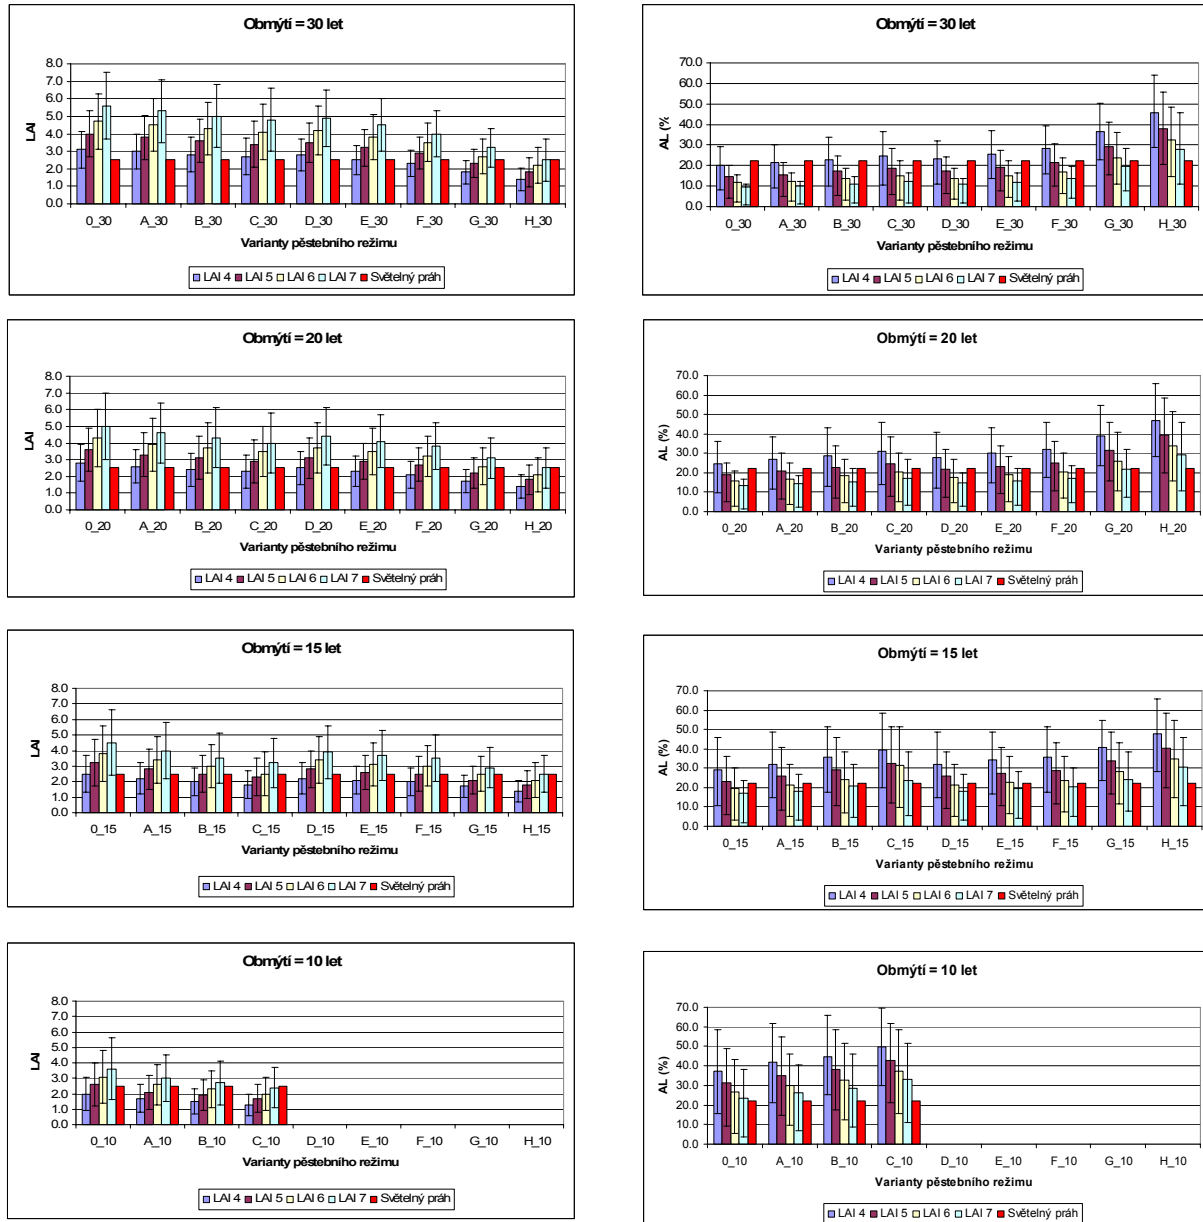 Obmýtí = 30 let
8.0
7.0
6.0
5.0
4.0
3.0
2.0
1.0
0.0
LAI
0_30 A_30 B_30 C_30 D_30 E_30 F_30 G_30 H_30
Varianty pěstebního režimu
LAI 4 LAI 5 LAI 6 LAI 7 Světelný práh
Obmýtí = 30 let
70.0
60.0
50.0
40.0
30.0
20.0
10.0
0.0
AL (%
0_30 A_30 B_30 C_30 D_30 E_30 F_30 G_30 H_30
Varianty pěstebního režimu
LAI 4 LAI 5 LAI 6 LAI 7 Světelný práh
Obmýtí = 20 let
8.0
7.0
6.0
5.0
4.0
3.0
2.0
1.0
0.0
LAI
0_20 A_20 B_20 C_20 D_20 E_20 F_20 G_20 H_20
Varianty pěstebního režimu
LAI 4 LAI 5 LAI 6 LAI 7 Světelný práh
Obmýtí = 20 let
70.0
60.0
50.0
40.0
30.0
20.0
10.0
0.0
AL (%)
0_20 A_20 B_20 C_20 D_20 E_20 F_20 G_20 H_20
Varianty pěstebního režimu
LAI 4 LAI 5 LAI 6 LAI 7 Světelný práh
Obmýtí = 15 let
8.0
7.0
6.0
5.0
4.0
3.0
2.0
1.0
0.0
LAI
0_15 A_15 B_15 C_15 D_15 E_15 F_15 G_15 H_15
Varianty pěstebního režimu
LAI 4 LAI 5 LAI 6 LAI 7 Světelný práh
Obmýtí = 15 let
70.0
60.0
50.0
40.0
30.0
20.0
10.0
0.0
AL (%)
0_15 A_15 B_15 C_15 D_15 E_15 F_15 G_15 H_15
Varianty pěstebního režimu
LAI 4 LAI 5 LAI 6 LAI 7 Světelný práh
Obmýtí = 10 let
8.0
7.0
6.0
5.0
4.0
3.0
2.0
1.0
0.0
LAI
0_10 A_10 B_10 C_10 D_10 E_10 F_10 G_10 H_10
Varianty pěstebního režimu
LAI 4 LAI 5 LAI 6 LAI 7 Světelný práh
Obmýtí = 10 let
70.0
60.0
50.0
40.0
30.0
20.0
10.0
0.0
AL (%)
0_10 A_10 B_10 C_10 D_10 E_10 F_10 G_10 H_10
Varianty pěstebního režimu
LAI 4 LAI 5 LAI 6 LAI 7 Světelný práh